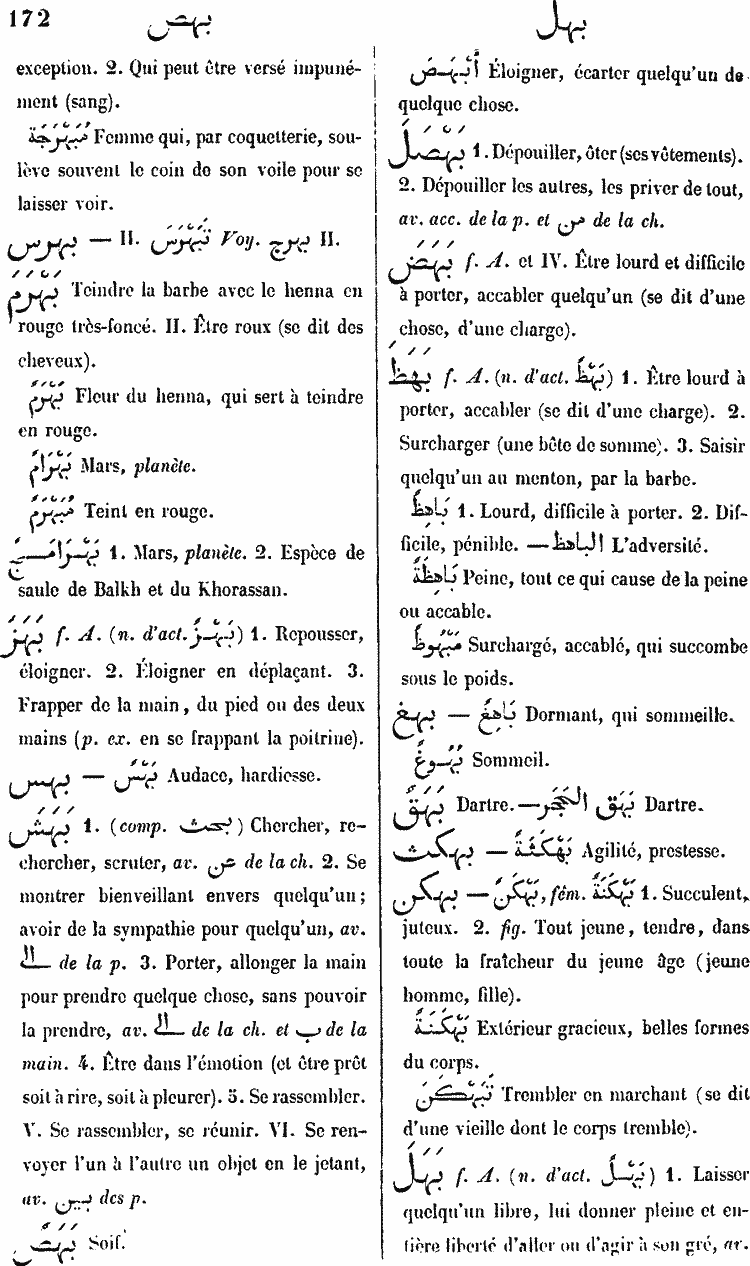 172
بهص
بهل
exception. 2. Qui peut être versé impuné-
ment (sang).
مُبَهْرَجَة Femme qui, par coquetterie, sou-
lève souvent le coin de son voile pour se
laisser voir.
بهرس — II. تَبَهْرَسَ Voy. بهرج II.
بَهْرَمَ Teindre la barbe avec le henna en
rouge très-foncé. II. Être roux (se dit des
cheveux).
بَهْرَمٌ Fleur du henna, qui sert à teindre
en rouge.
بَهْرَامٌ Mars, planète.
مُبَهْرَمٌ Teint en rouge.
بَهْرَامَجٌ 1. Mars, planète. 2. Espèce de
saule de Balkh et du Khorassan.
بَهَزَ f. A. (n. d'act. بَهْزٌ) 1. Repousser,
éloigner. 2. Éloigner en déplaçant. 3.
Frapper de la main, du pied ou des deux
mains (p. ex. en se frappant la poitrine).
بهس — بَهْسٌ Audace, hardiesse.
بَهَشَ 1. (comp. بحث) Chercher, re-
chercher, scruter, av. عن de la ch. 2. Se
montrer bienveillant envers quelqu'un;
avoir de la sympathie pour quelqu'un, av.
الى de la p. 3. Porter, allonger la main
pour prendre quelque chose, sans pouvoir
la prendre, av. الى de la ch. et ب de la
main. 4. Être dans l'émotion (et être prêt
soit à rire, soit à pleurer). 5. Se rassembler.
V. Se rassembler, se réunir. VI. Se ren-
voyer l'un à l'autre un objet en le jetant,
av. بين des p.
بَهَصٌ Soif.
أَبْهَضَ Éloigner, écarter quelqu'un de
quelque chose.
بَهْصَلَ 1. Dépouiller, ôter (ses vêtements).
2. Dépouiller les autres, les priver de tout,
av. acc. de la p. et من de la ch.
بَهَضَ f. A. et IV. Être lourd et difficile
à porter, accabler quelqu'un (se dit d'une
chose, d'une charge).
بَهَظَ f. A. (n. d'act. بَهْظٌ) 1. Être lourd à
porter, accabler (se dit d'une charge). 2.
Surcharger (une bête de somme). 3. Saisir
quelqu'un au menton, par la barbe.
بَاهِظٌ 1. Lourd, difficile à porter. 2. Dif-
ficile, pénible. — الباهظ L'adversité.
بَاهِظَةٌ Peine, tout ce qui cause de la peine
ou accable.
مَبْهُوظٌ Surchargé, accablé, qui succombe
sous le poids.
بهغ — بَاهِغٌ Dormant, qui sommeille.
بُهُوغٌ Sommeil.
بَهَقٌ Dartre. — بَهَقُ الحَجَرِ Dartre.
بهكث — بَهْكَثَةٌ Agilité, prestesse.
بهكن — بَهْكَنٌ, fém. بَهْكَنَةٌ 1. Succulent,
juteux. 2. fig. Tout jeune, tendre, dans
toute la fraîcheur du jeune âge (jeune
homme, fille).
بَهْكَنَةٌ Extérieur gracieux, belles formes
du corps.
تَبَهْكَنَ Trembler en marchant (se dit
d'une vieille dont le corps tremble).
بَهَلَ f. A. (n. d'act. بَهْلٌ) 1. Laisser
quelqu'un libre, lui donner pleine et en-
tière liberté d'aller ou d'agir à son gré, av.